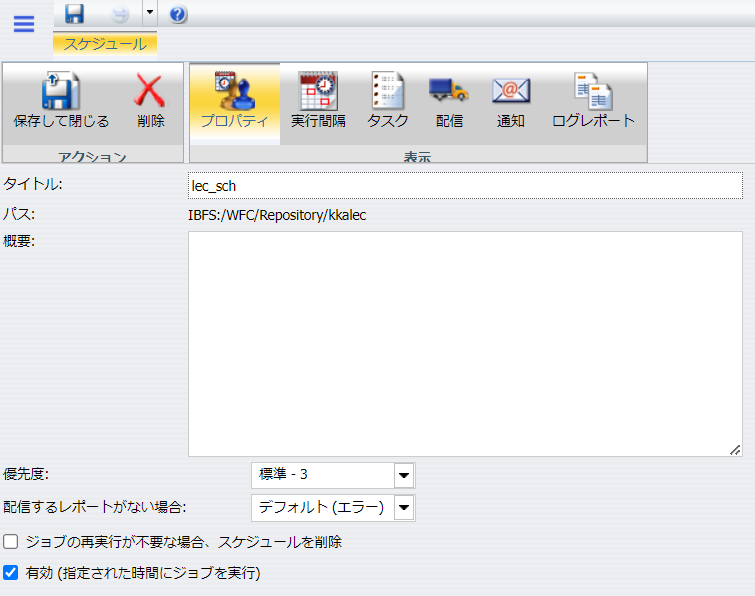 スケジュール
保存して閉じる 削除 プロパティ 実行間隔 タスク 配信 通知 ログレポート
アクション 表示
タイトル: lec_sch
パス: IBFS:/WFC/Repository/kkalec
概要:
優先度: 標準 - 3
配信するレポートがない場合: デフォルト (エラー)
ジョブの再実行が不要な場合、スケジュールを削除
有効 (指定された時間にジョブを実行)